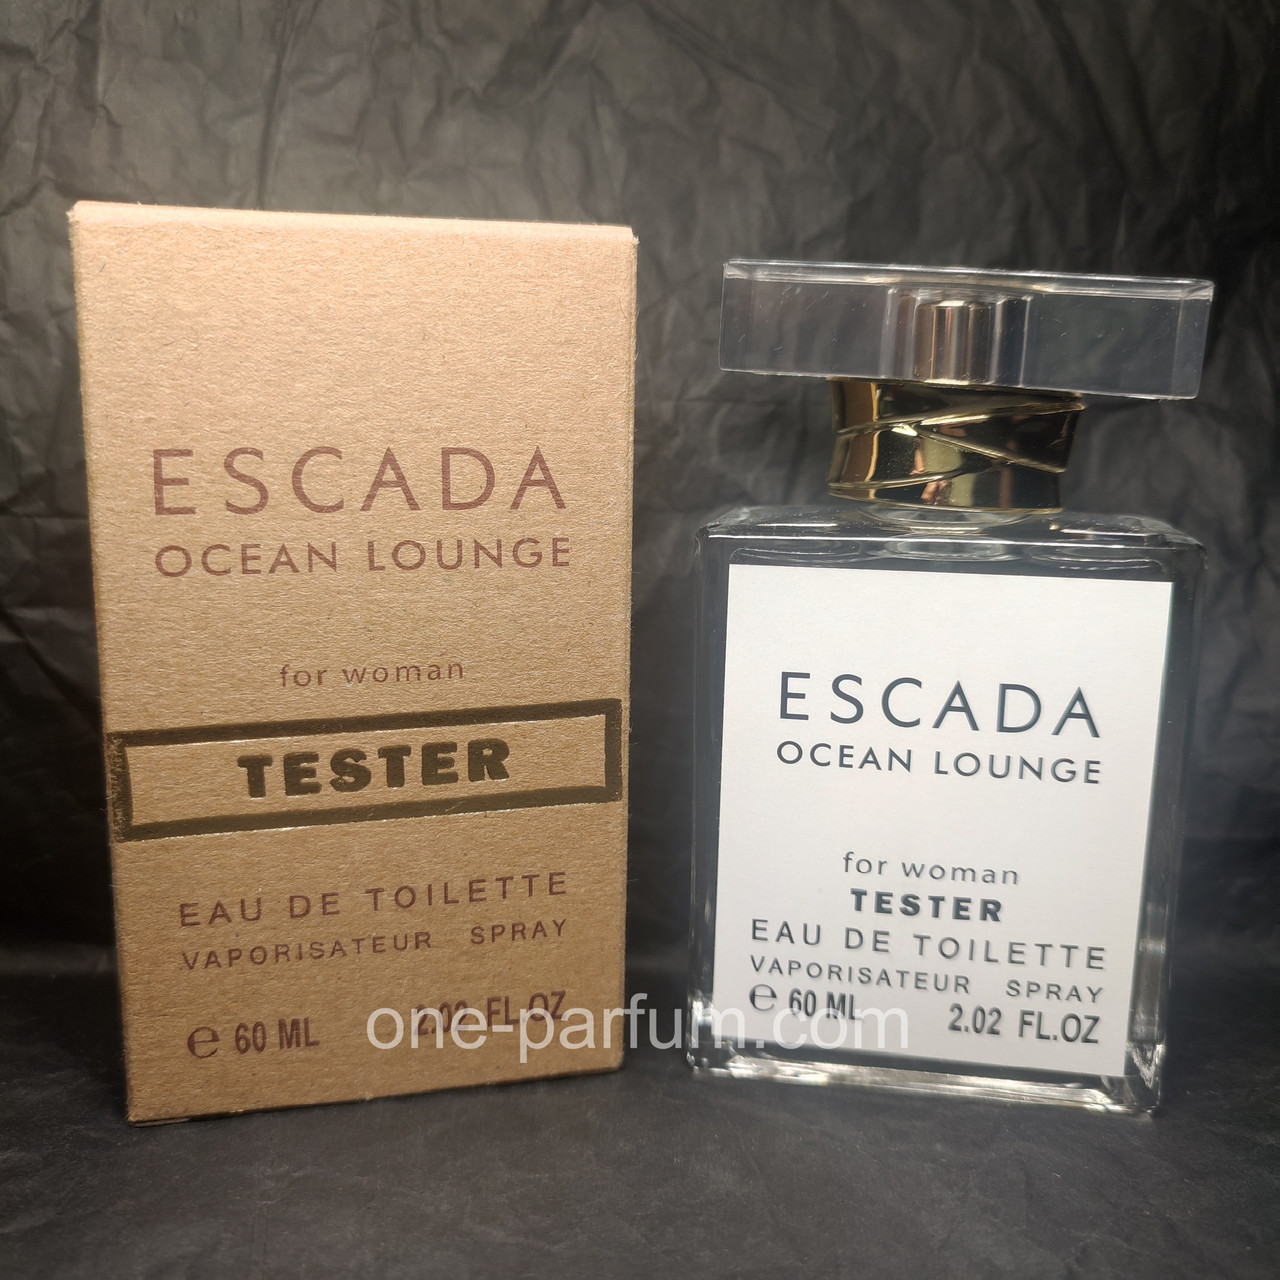 ESCADA
OCEAN LOUNGE
for woman
TESTER
EAU DE TOILETTE
VAPORISATEUR SPRAY
℮ 60 ML 2.02 FL.OZ
ESCADA
OCEAN LOUNGE
for woman
TESTER
EAU DE TOILETTE
VAPORISATEUR SPRAY
℮ 60 ML 2.02 FL.OZ
one-parfum.com